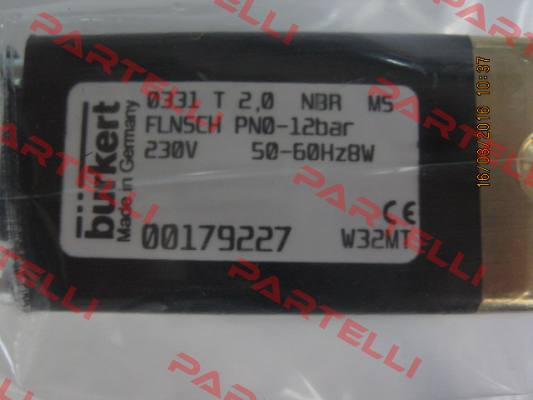 burkert
Made in Germany
0331 T 2,0 NBR MS
FLNSCH PN0-12bar
230V 50-60Hz8W
CE
00179227 W32MT
16/03/2016 10:37
PARTELLI
PARTELLI
PARTELLI
PARTELLI
PARTELLI